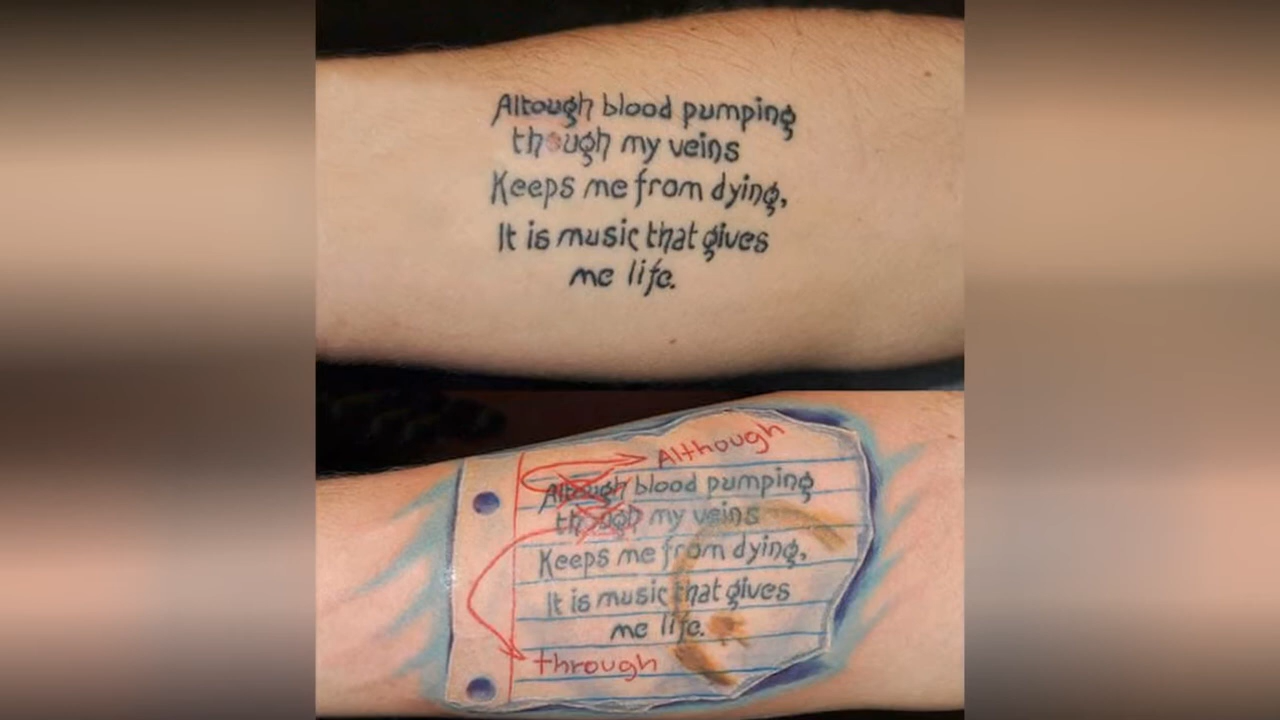 Altough blood pumping
though my veins
Keeps me from dying,
It is music that gives
me life.
Although
Altough blood pumping
though my veins
Keeps me from dying,
It is music that gives
me life.
through